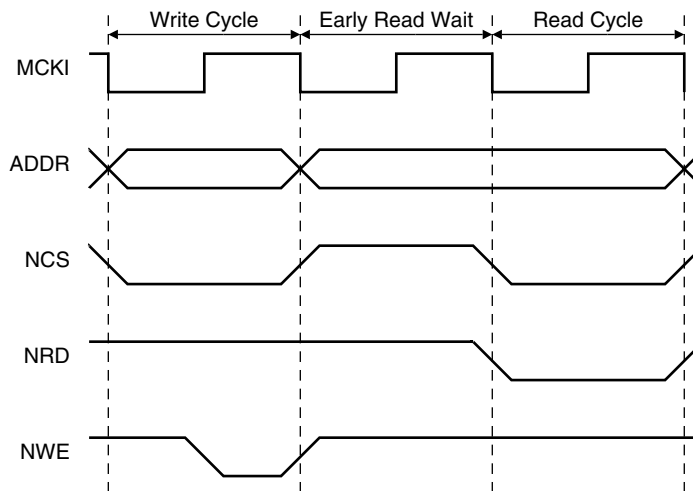 Write Cycle Early Read Wait Read Cycle
MCKI
ADDR
NCS
NRD
NWE